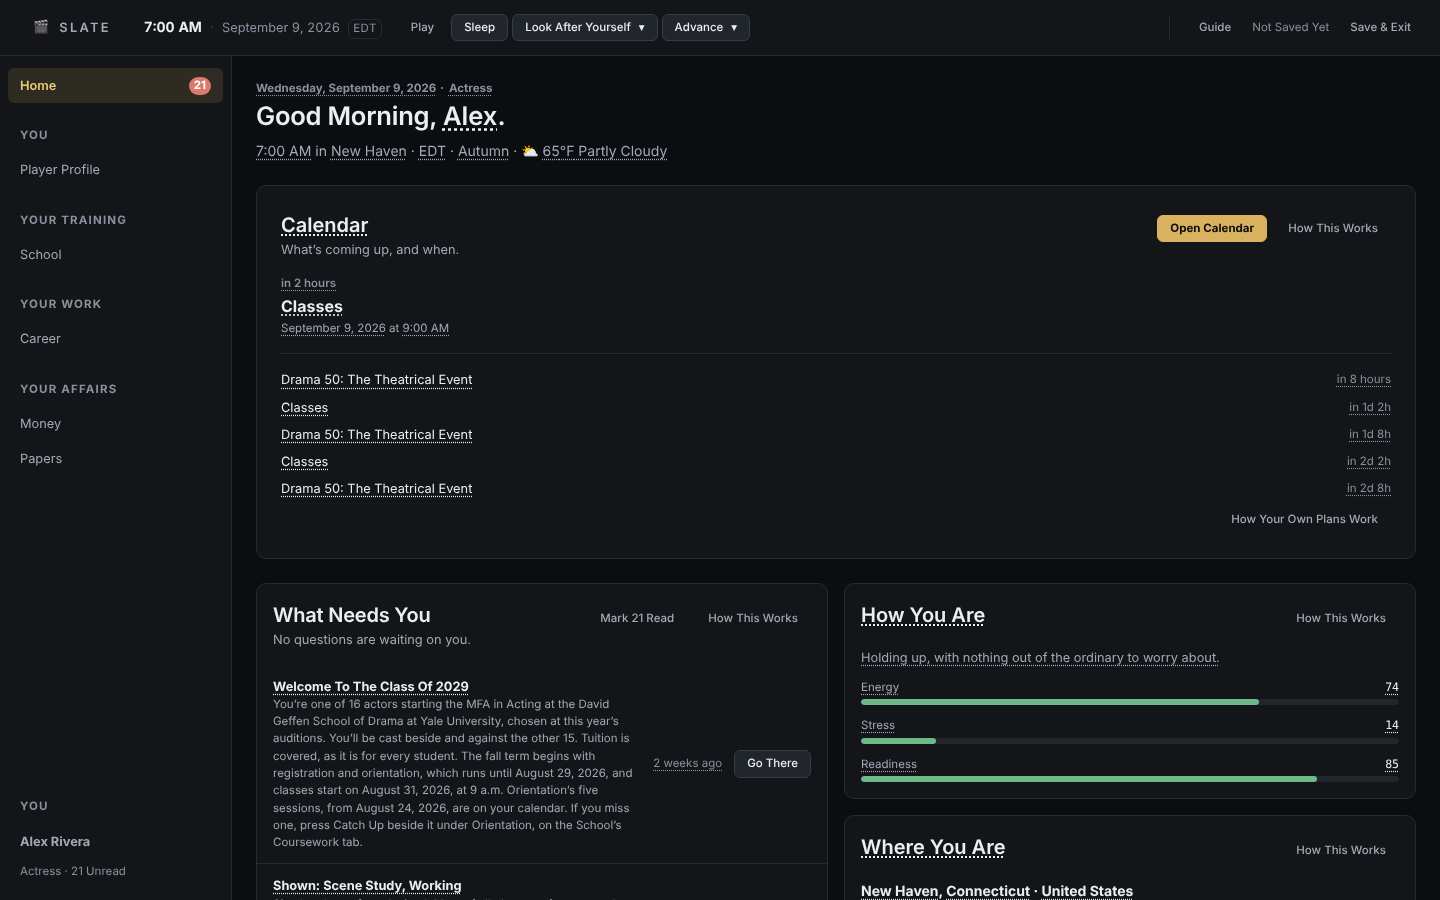 SLATE
7:00 AM · September 9, 2026 EDT
Play
Sleep
Look After Yourself ▾
Advance ▾
Guide
Not Saved Yet
Save & Exit
Home
21
YOU
Player Profile
YOUR TRAINING
School
YOUR WORK
Career
YOUR AFFAIRS
Money
Papers
YOU
Alex Rivera
Actress · 21 Unread
Wednesday, September 9, 2026 · Actress
Good Morning, Alex.
7:00 AM in New Haven · EDT · Autumn · 65°F Partly Cloudy
Calendar
What's coming up, and when.
Open Calendar
How This Works
in 2 hours
Classes
September 9, 2026 at 9:00 AM
Drama 50: The Theatrical Event in 8 hours
Classes in 1d 2h
Drama 50: The Theatrical Event in 1d 8h
Classes in 2d 2h
Drama 50: The Theatrical Event in 2d 8h
How Your Own Plans Work
What Needs You
Mark 21 Read
How This Works
No questions are waiting on you.
Welcome To The Class Of 2029
You're one of 16 actors starting the MFA in Acting at the David
Geffen School of Drama at Yale University, chosen at this year's
auditions. You'll be cast beside and against the other 15. Tuition is
covered, as it is for every student. The fall term begins with
registration and orientation, which runs until August 29, 2026, and
classes start on August 31, 2026, at 9 a.m. Orientation's five
sessions, from August 24, 2026, are on your calendar. If you miss
one, press Catch Up beside it under Orientation, on the School's
Coursework tab.
2 weeks ago
Go There
Shown: Scene Study, Working
How You Are
How This Works
Holding up, with nothing out of the ordinary to worry about.
Energy 74
Stress 14
Readiness 85
Where You Are
How This Works
New Haven, Connecticut · United States